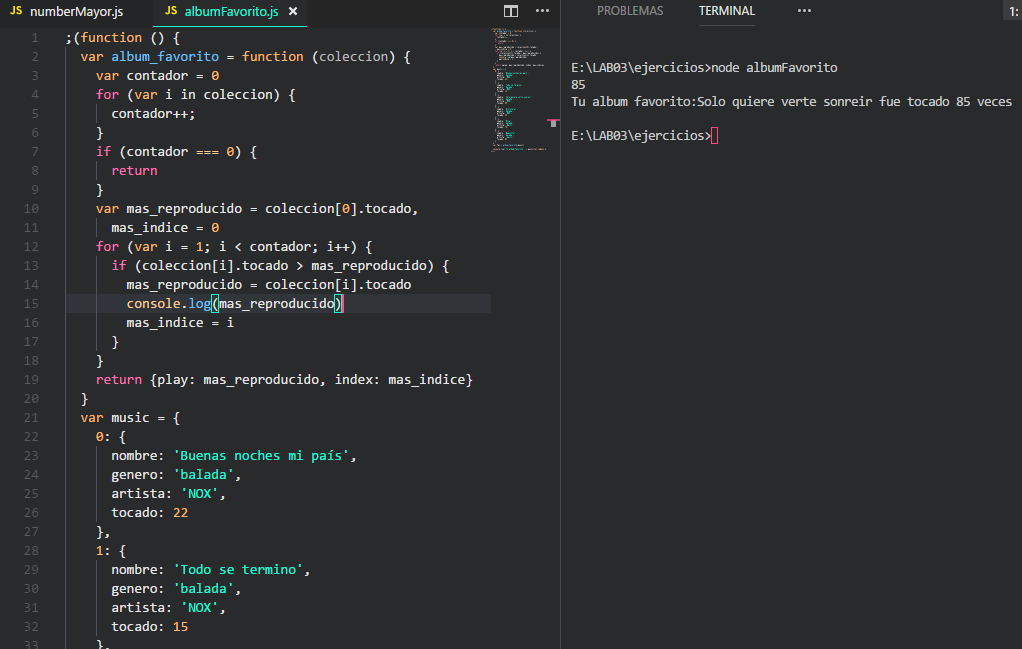 JS numberMayor.js JS albumFavorito.js × ...
PROBLEMAS TERMINAL ... 1:
1 ;(function () {
2 var album_favorito = function (coleccion) {
3 var contador = 0
4 for (var i in coleccion) {
5 contador++;
6 }
7 if (contador === 0) {
8 return
9 }
10 var mas_reproducido = coleccion[0].tocado,
11 mas_indice = 0
12 for (var i = 1; i < contador; i++) {
13 if (coleccion[i].tocado > mas_reproducido) {
14 mas_reproducido = coleccion[i].tocado
15 console.log(mas_reproducido)
16 mas_indice = i
17 }
18 }
19 return {play: mas_reproducido, index: mas_indice}
20 }
21 var music = {
22 0: {
23 nombre: 'Buenas noches mi país',
24 genero: 'balada',
25 artista: 'NOX',
26 tocado: 22
27 },
28 1: {
29 nombre: 'Todo se termino',
30 genero: 'balada',
31 artista: 'NOX',
32 tocado: 15
33 },
E:\LAB03\ejercicios>node albumFavorito
85
Tu album favorito:Solo quiere verte sonreir fue tocado 85 veces
E:\LAB03\ejercicios>